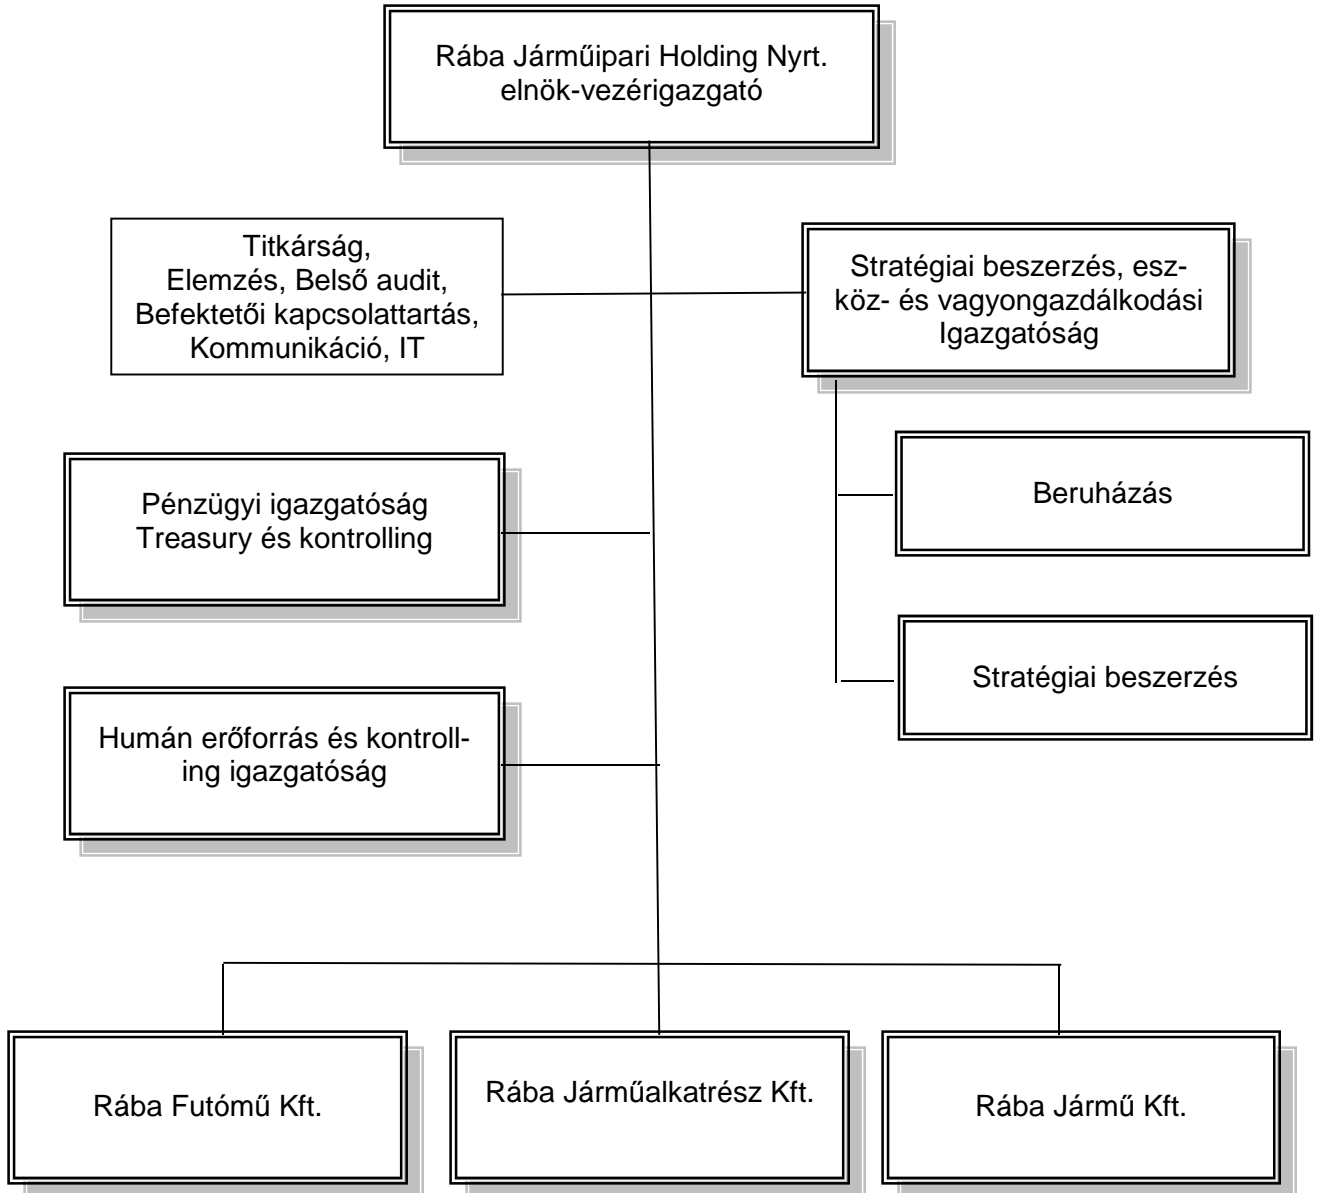 Rába Járműipari Holding Nyrt.
elnök-vezérigazgató
Titkárság,
Elemzés, Belső audit,
Befektetői kapcsolattartás,
Kommunikáció, IT
Stratégiai beszerzés, esz-
köz- és vagyongazdálkodási
Igazgatóság
Pénzügyi igazgatóság
Treasury és kontrolling
Beruházás
Stratégiai beszerzés
Humán erőforrás és kontroll-
ing igazgatóság
Rába Futómű Kft.
Rába Járműalkatrész Kft.
Rába Jármű Kft.